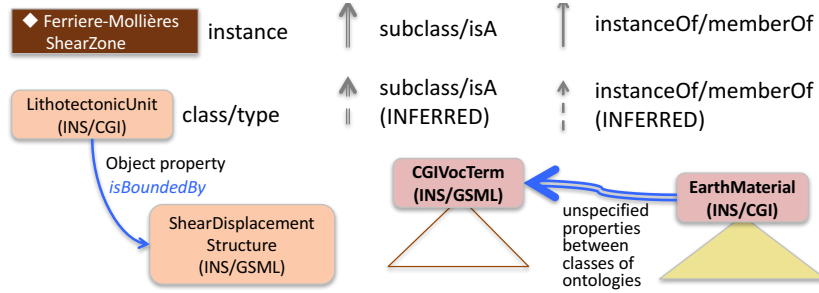 ◆ Ferriere-Mollières
ShearZone
instance
subclass/isA
instanceOf/memberOf
LithotectonicUnit
(INS/CGI)
class/type
subclass/isA
(INFERRED)
instanceOf/memberOf
(INFERRED)
Object property
isBoundedBy
ShearDisplacement
Structure
(INS/GSML)
CGIVocTerm
(INS/GSML)
unspecified
properties
between
classes of
ontologies
EarthMaterial
(INS/CGI)